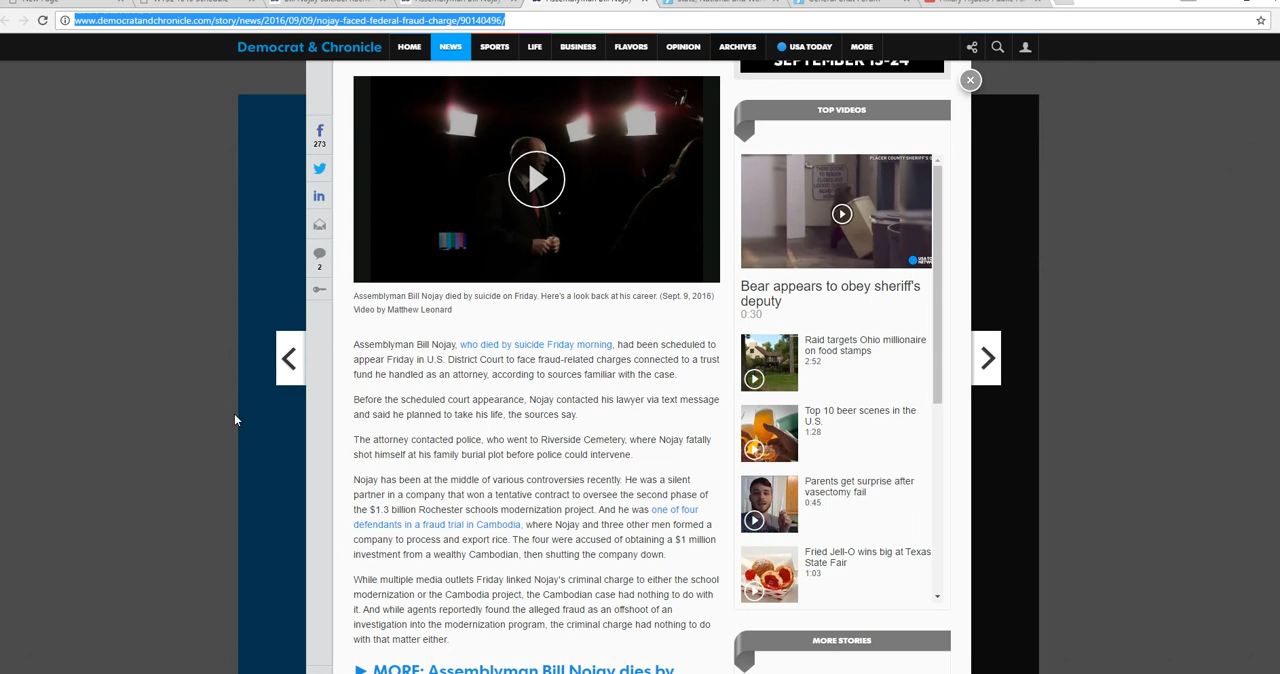 www.democratandchronicle.com/story/news/2016/09/09/nojay-faced-federal-fraud-charge/90140496/
Democrat & Chronicle HOME NEWS SPORTS LIFE BUSINESS FLAVORS OPINION ARCHIVES USA TODAY MORE
SEPTEMBER 15-24
273
2
Assemblyman Bill Nojay died by suicide on Friday. Here's a look back at his career. (Sept. 9, 2016)
Video by Matthew Leonard
Assemblyman Bill Nojay, who died by suicide Friday morning, had been scheduled to
appear Friday in U.S. District Court to face fraud-related charges connected to a trust
fund he handled as an attorney, according to sources familiar with the case.
Before the scheduled court appearance, Nojay contacted his lawyer via text message
and said he planned to take his life, the sources say.
The attorney contacted police, who went to Riverside Cemetery, where Nojay fatally
shot himself at his family burial plot before police could intervene.
Nojay has been at the middle of various controversies recently. He was a silent
partner in a company that won a tentative contract to oversee the second phase of
the $1.3 billion Rochester schools modernization project. And he was one of four
defendants in a fraud trial in Cambodia, where Nojay and three other men formed a
company to process and export rice. The four were accused of obtaining a $1 million
investment from a wealthy Cambodian, then shutting the company down.
While multiple media outlets Friday linked Nojay's criminal charge to either the school
modernization or the Cambodia project, the Cambodian case had nothing to do with
it. And while agents reportedly found the alleged fraud as an offshoot of an
investigation into the modernization program, the criminal charge had nothing to do
with that matter either.
► MORE: Assemblyman Bill Nojay dies by
TOP VIDEOS
PLACER COUNTY SHERIFF'S
Bear appears to obey sheriff's
deputy
0:30
Raid targets Ohio millionaire
on food stamps
2:52
Top 10 beer scenes in the
U.S.
1:28
Parents get surprise after
vasectomy fail
0:45
Fried Jell-O wins big at Texas
State Fair
1:03
MORE STORIES